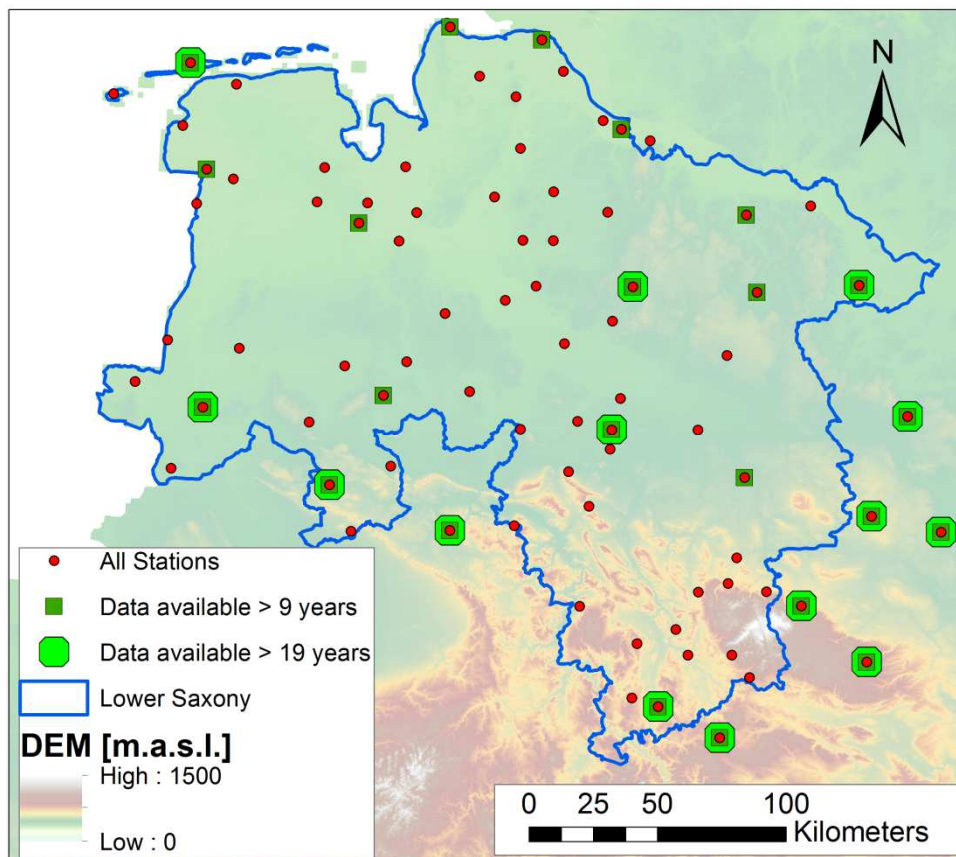 N
All Stations
Data available > 9 years
Data available > 19 years
Lower Saxony
DEM [m.a.s.l.]
High : 1500
Low : 0
0 25 50 100
Kilometers